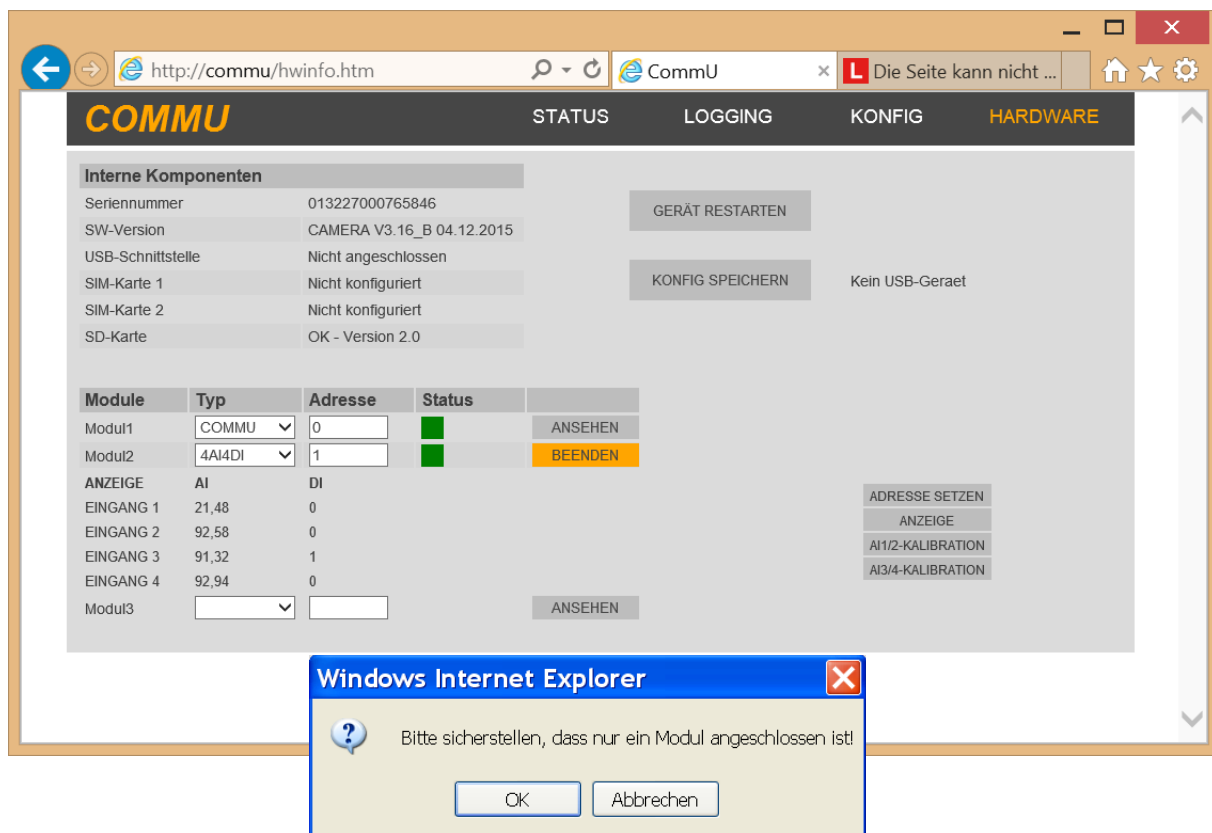 http://commu/hwinfo.htm CommU Die Seite kann nicht ...
COMMU STATUS LOGGING KONFIG HARDWARE
Interne Komponenten
Seriennummer 013227000765846
GERÄT RESTARTEN
SW-Version CAMERA V3.16_B 04.12.2015
USB-Schnittstelle Nicht angeschlossen
SIM-Karte 1 Nicht konfiguriert
KONFIG SPEICHERN Kein USB-Geraet
SIM-Karte 2 Nicht konfiguriert
SD-Karte OK - Version 2.0
Module Typ Adresse Status
Modul1 COMMU 0 ANSEHEN
Modul2 4AI4DI 1 BEENDEN
ANZEIGE AI DI
ADRESSE SETZEN
EINGANG 1 21,48 0
ANZEIGE
EINGANG 2 92,58 0
AI1/2-KALIBRATION
EINGANG 3 91,32 1
AI3/4-KALIBRATION
EINGANG 4 92,94 0
Modul3 ANSEHEN
Windows Internet Explorer
Bitte sicherstellen, dass nur ein Modul angeschlossen ist!
OK Abbrechen